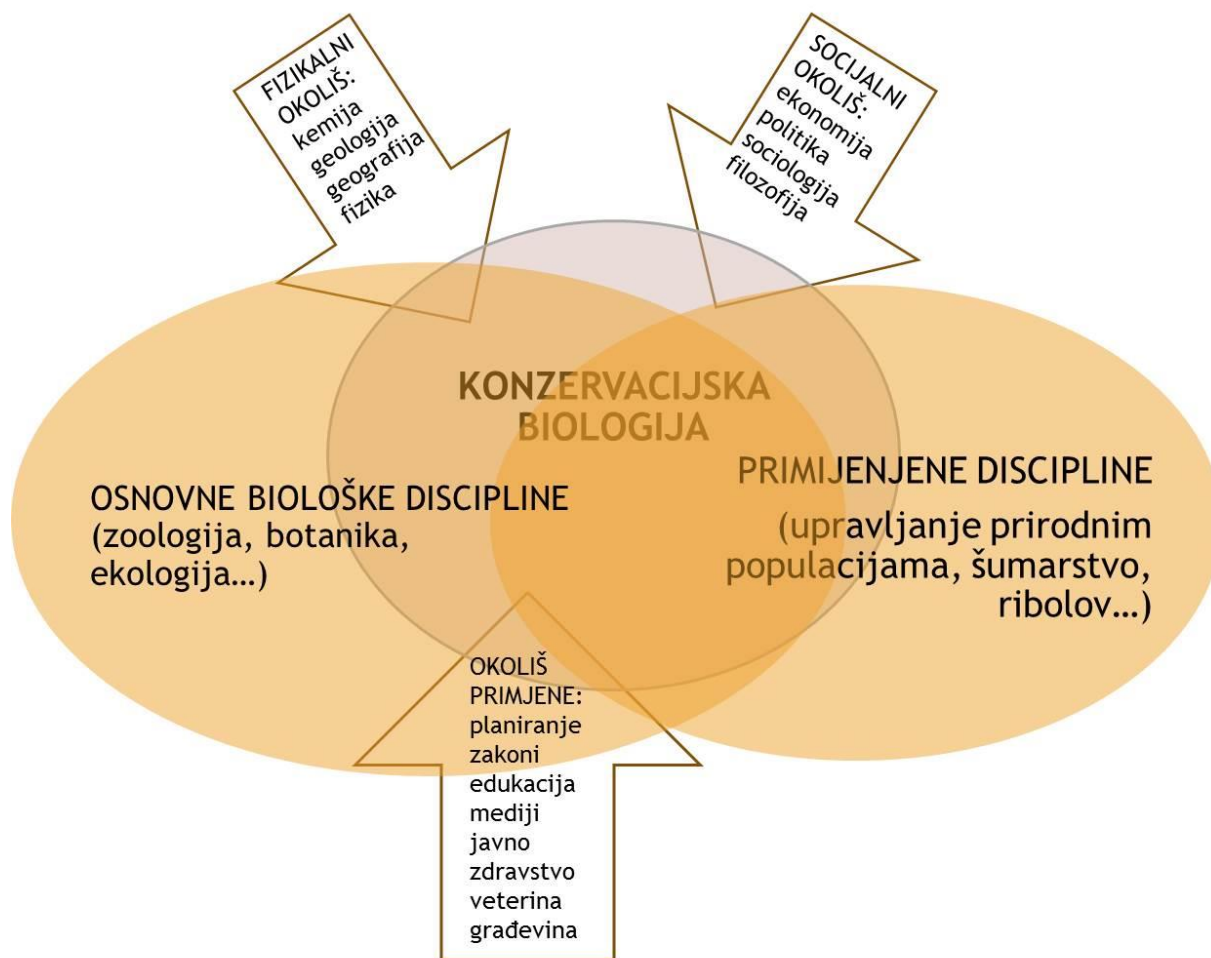 FIZIKALNI
OKOLIŠ:
kemija
geologija
geografija
fizika
SOCIJALNI
OKOLIŠ:
ekonomija
politika
sociologija
filozofija
KONZERVACIJSKA
BIOLOGIJA
OSNOVNE BIOLOŠKE DISCIPLINE
(zoologija, botanika,
ekologija…)
PRIMIJENJENE DISCIPLINE
(upravljanje prirodnim
populacijama, šumarstvo,
ribolov…)
OKOLIŠ
PRIMJENE:
planiranje
zakoni
edukacija
mediji
javno
zdravstvo
veterina
građevina